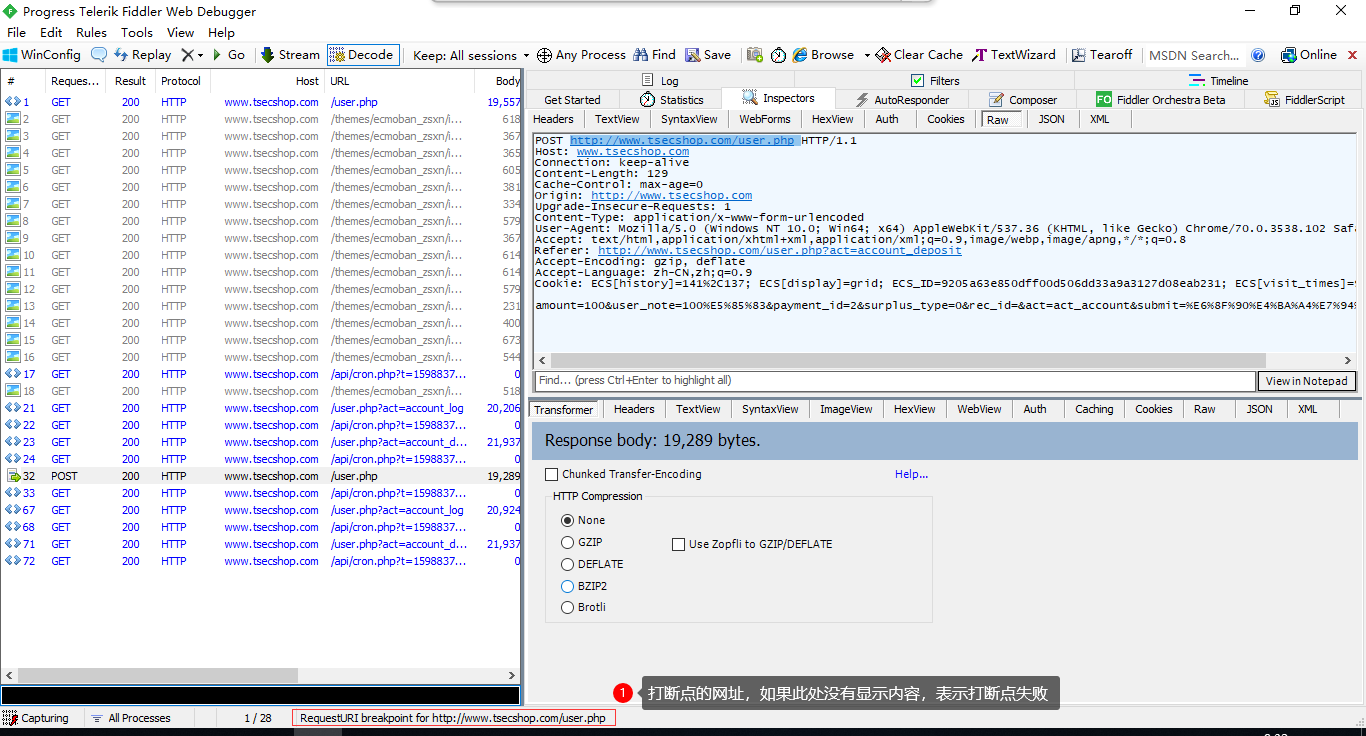 Progress Telerik Fiddler Web Debugger
File Edit Rules Tools View Help
WinConfig Replay Go Stream Decode Keep: All sessions Any Process Find Save Browse Clear Cache TextWizard Tearoff MSDN Search... Online
# Reques... Result Protocol Host URL Body
1 GET 200 HTTP www.tsecshop.com /user.php 19,557
2 GET 200 HTTP www.tsecshop.com /themes/ecmoban_zsxn/i... 618
3 GET 200 HTTP www.tsecshop.com /themes/ecmoban_zsxn/i... 367
4 GET 200 HTTP www.tsecshop.com /themes/ecmoban_zsxn/i... 365
5 GET 200 HTTP www.tsecshop.com /themes/ecmoban_zsxn/i... 605
6 GET 200 HTTP www.tsecshop.com /themes/ecmoban_zsxn/i... 381
7 GET 200 HTTP www.tsecshop.com /themes/ecmoban_zsxn/i... 334
8 GET 200 HTTP www.tsecshop.com /themes/ecmoban_zsxn/i... 579
9 GET 200 HTTP www.tsecshop.com /themes/ecmoban_zsxn/i... 367
10 GET 200 HTTP www.tsecshop.com /themes/ecmoban_zsxn/i... 614
11 GET 200 HTTP www.tsecshop.com /themes/ecmoban_zsxn/i... 614
12 GET 200 HTTP www.tsecshop.com /themes/ecmoban_zsxn/i... 579
13 GET 200 HTTP www.tsecshop.com /themes/ecmoban_zsxn/i... 231
14 GET 200 HTTP www.tsecshop.com /themes/ecmoban_zsxn/i... 400
15 GET 200 HTTP www.tsecshop.com /themes/ecmoban_zsxn/i... 673
16 GET 200 HTTP www.tsecshop.com /themes/ecmoban_zsxn/i... 544
17 GET 200 HTTP www.tsecshop.com /api/cron.php?t=1598837... 0
18 GET 200 HTTP www.tsecshop.com /themes/ecmoban_zsxn/i... 518
21 GET 200 HTTP www.tsecshop.com /user.php?act=account_log 20,206
22 GET 200 HTTP www.tsecshop.com /api/cron.php?t=1598837... 0
23 GET 200 HTTP www.tsecshop.com /user.php?act=account_d... 21,937
24 GET 200 HTTP www.tsecshop.com /api/cron.php?t=1598837... 0
32 POST 200 HTTP www.tsecshop.com /user.php 19,289
33 GET 200 HTTP www.tsecshop.com /api/cron.php?t=1598837... 0
67 GET 200 HTTP www.tsecshop.com /user.php?act=account_log 20,924
68 GET 200 HTTP www.tsecshop.com /api/cron.php?t=1598837... 0
71 GET 200 HTTP www.tsecshop.com /user.php?act=account_d... 21,937
72 GET 200 HTTP www.tsecshop.com /api/cron.php?t=1598837... 0
Log Filters Timeline
Get Started Statistics Inspectors AutoResponder Composer FO Fiddler Orchestra Beta FiddlerScript
Headers TextView SyntaxView WebForms HexView Auth Cookies Raw JSON XML
POST http://www.tsecshop.com/user.php HTTP/1.1
Host: www.tsecshop.com
Connection: keep-alive
Content-Length: 129
Cache-Control: max-age=0
Origin: http://www.tsecshop.com
Upgrade-Insecure-Requests: 1
Content-Type: application/x-www-form-urlencoded
User-Agent: Mozilla/5.0 (Windows NT 10.0; Win64; x64) AppleWebKit/537.36 (KHTML, like Gecko) Chrome/70.0.3538.102 Safa
Accept: text/html,application/xhtml+xml,application/xml;q=0.9,image/webp,image/apng,*/*;q=0.8
Referer: http://www.tsecshop.com/user.php?act=account_deposit
Accept-Encoding: gzip, deflate
Accept-Language: zh-CN,zh;q=0.9
Cookie: ECS[history]=141%2C137; ECS[display]=grid; ECS_ID=9205a63e850dff00d506dd33a9a3127d08eab231; ECS[visit_times]=
amount=100&user_note=100%E5%85%83&payment_id=2&surplus_type=0&rec_id=&act=act_account&submit=%E6%8F%90%E4%BA%A4%E7%94%
Find... (press Ctrl+Enter to highlight all) View in Notepad
Transformer Headers TextView SyntaxView ImageView HexView WebView Auth Caching Cookies Raw JSON XML
Response body: 19,289 bytes.
Chunked Transfer-Encoding Help...
HTTP Compression
None
GZIP Use Zopfli to GZIP/DEFLATE
DEFLATE
BZIP2
Brotli
1 打断点的网址，如果此处没有显示内容，表示打断点失败
Capturing All Processes 1 / 28 RequestURI breakpoint for http://www.tsecshop.com/user.php